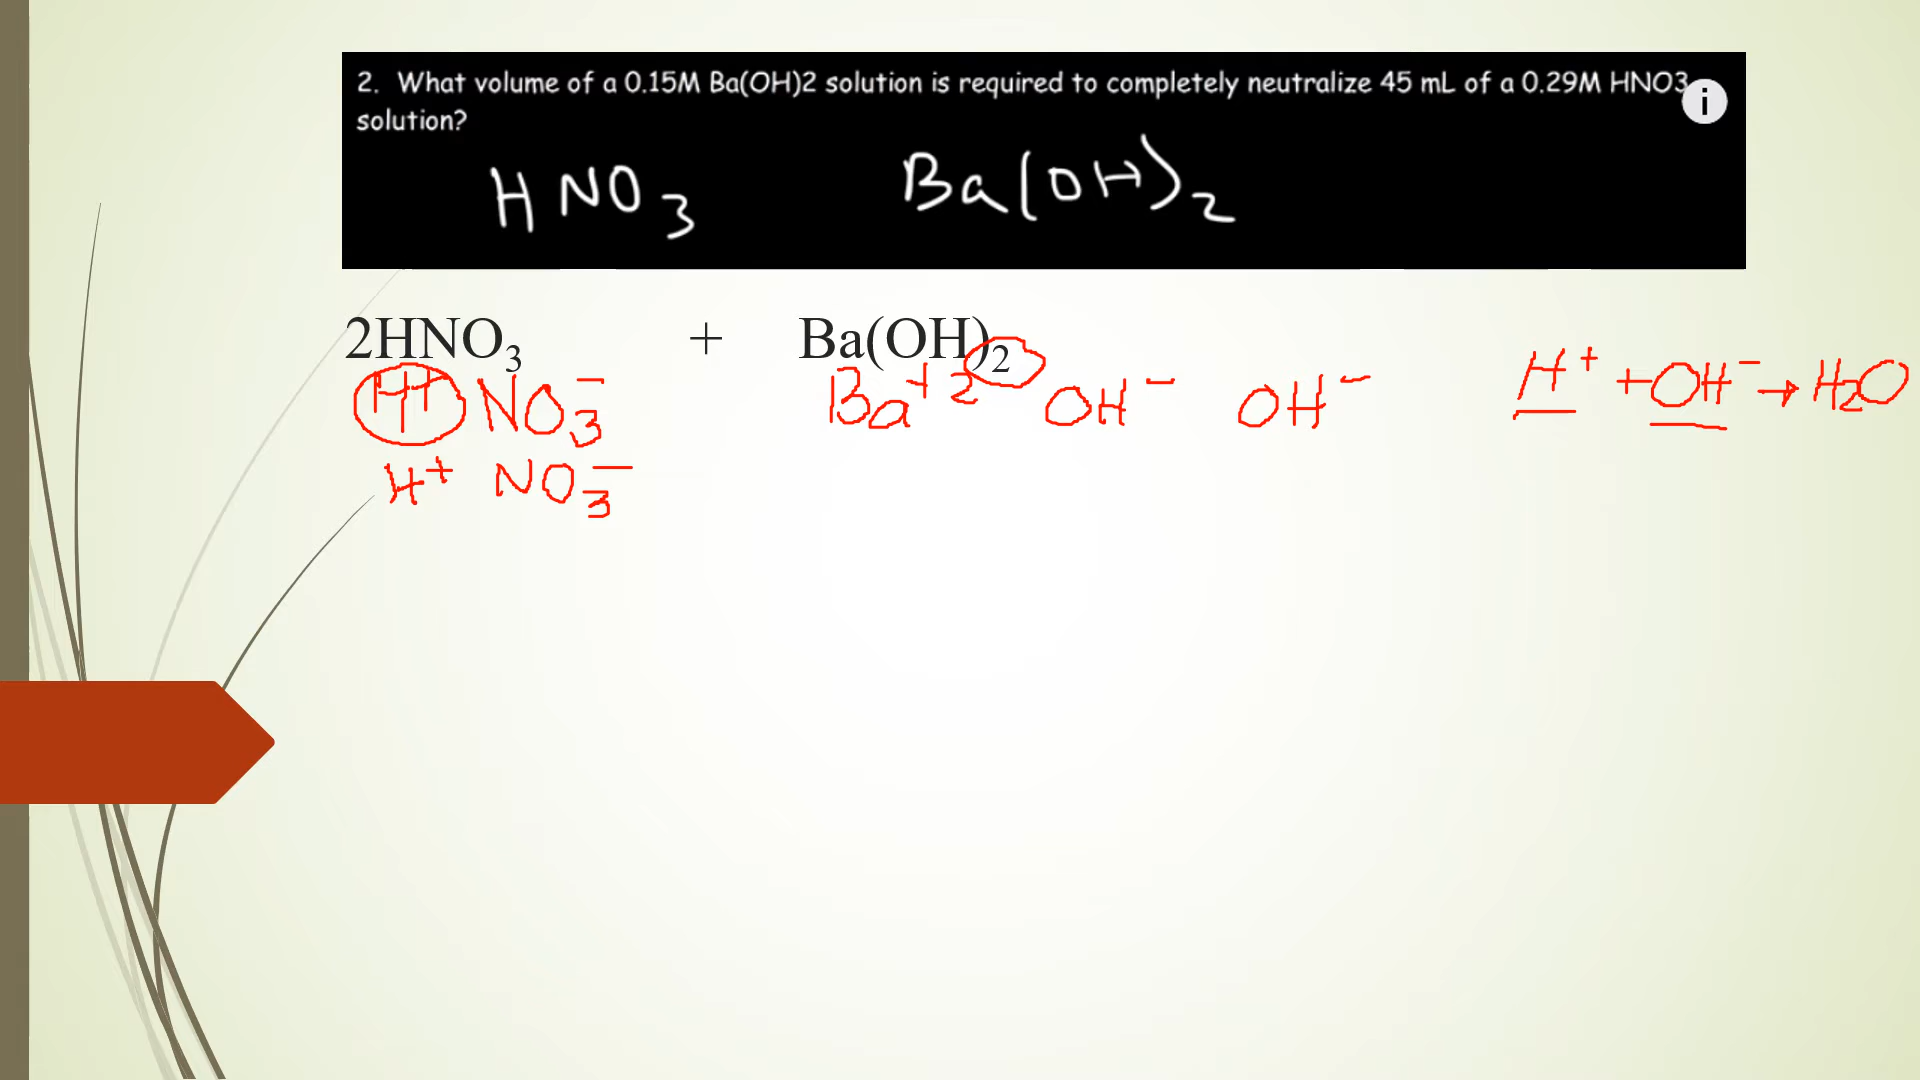 2. What volume of a 0.15M Ba(OH)2 solution is required to completely neutralize 45 mL of a 0.29M HNO3
solution?
i
HNO₃ Ba(OH)₂
2HNO₃ + Ba(OH)₂
H⁺ NO₃⁻ Ba⁺² OH⁻ OH⁻ H⁺ + OH⁻ → H₂O
H⁺ NO₃⁻